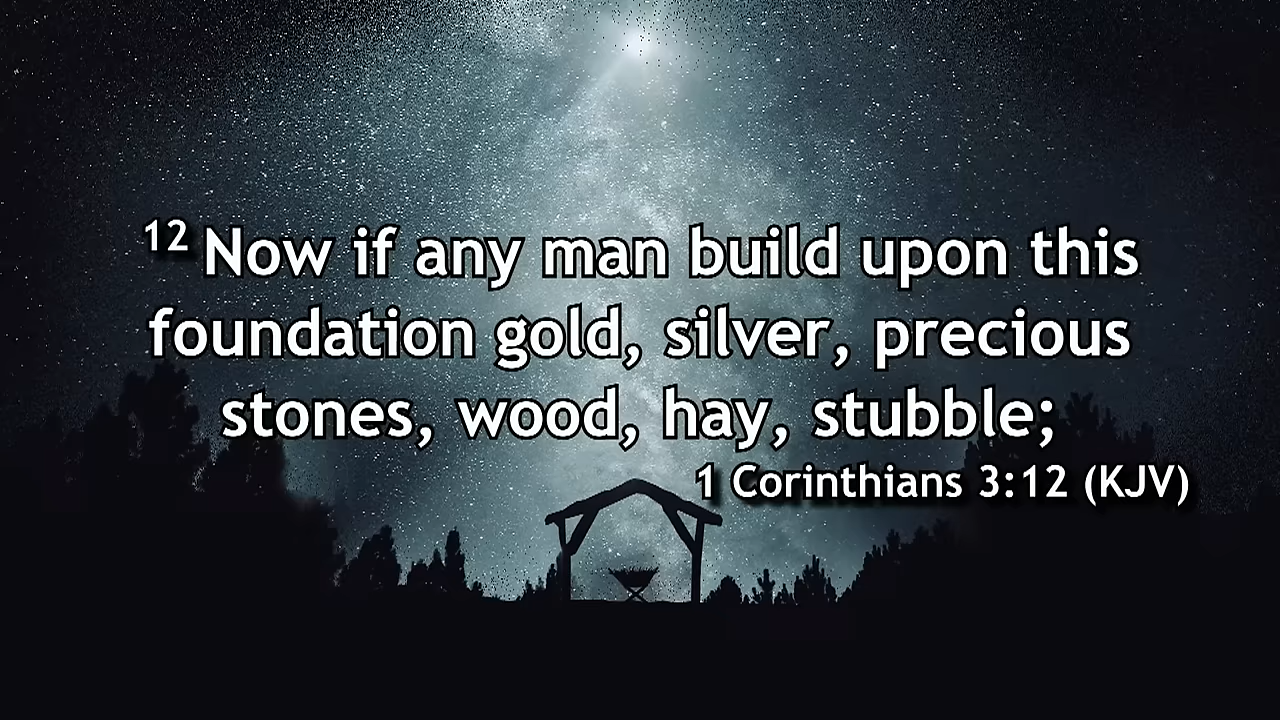 12 Now if any man build upon this
foundation gold, silver, precious
stones, wood, hay, stubble;
1 Corinthians 3:12 (KJV)